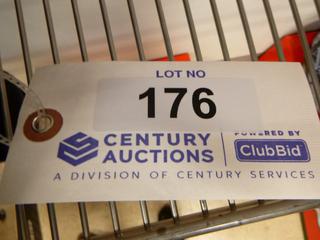 LOT NO
176
CENTURY
AUCTIONS
POWERED BY
ClubBid
A DIVISION OF CENTURY SERVICES